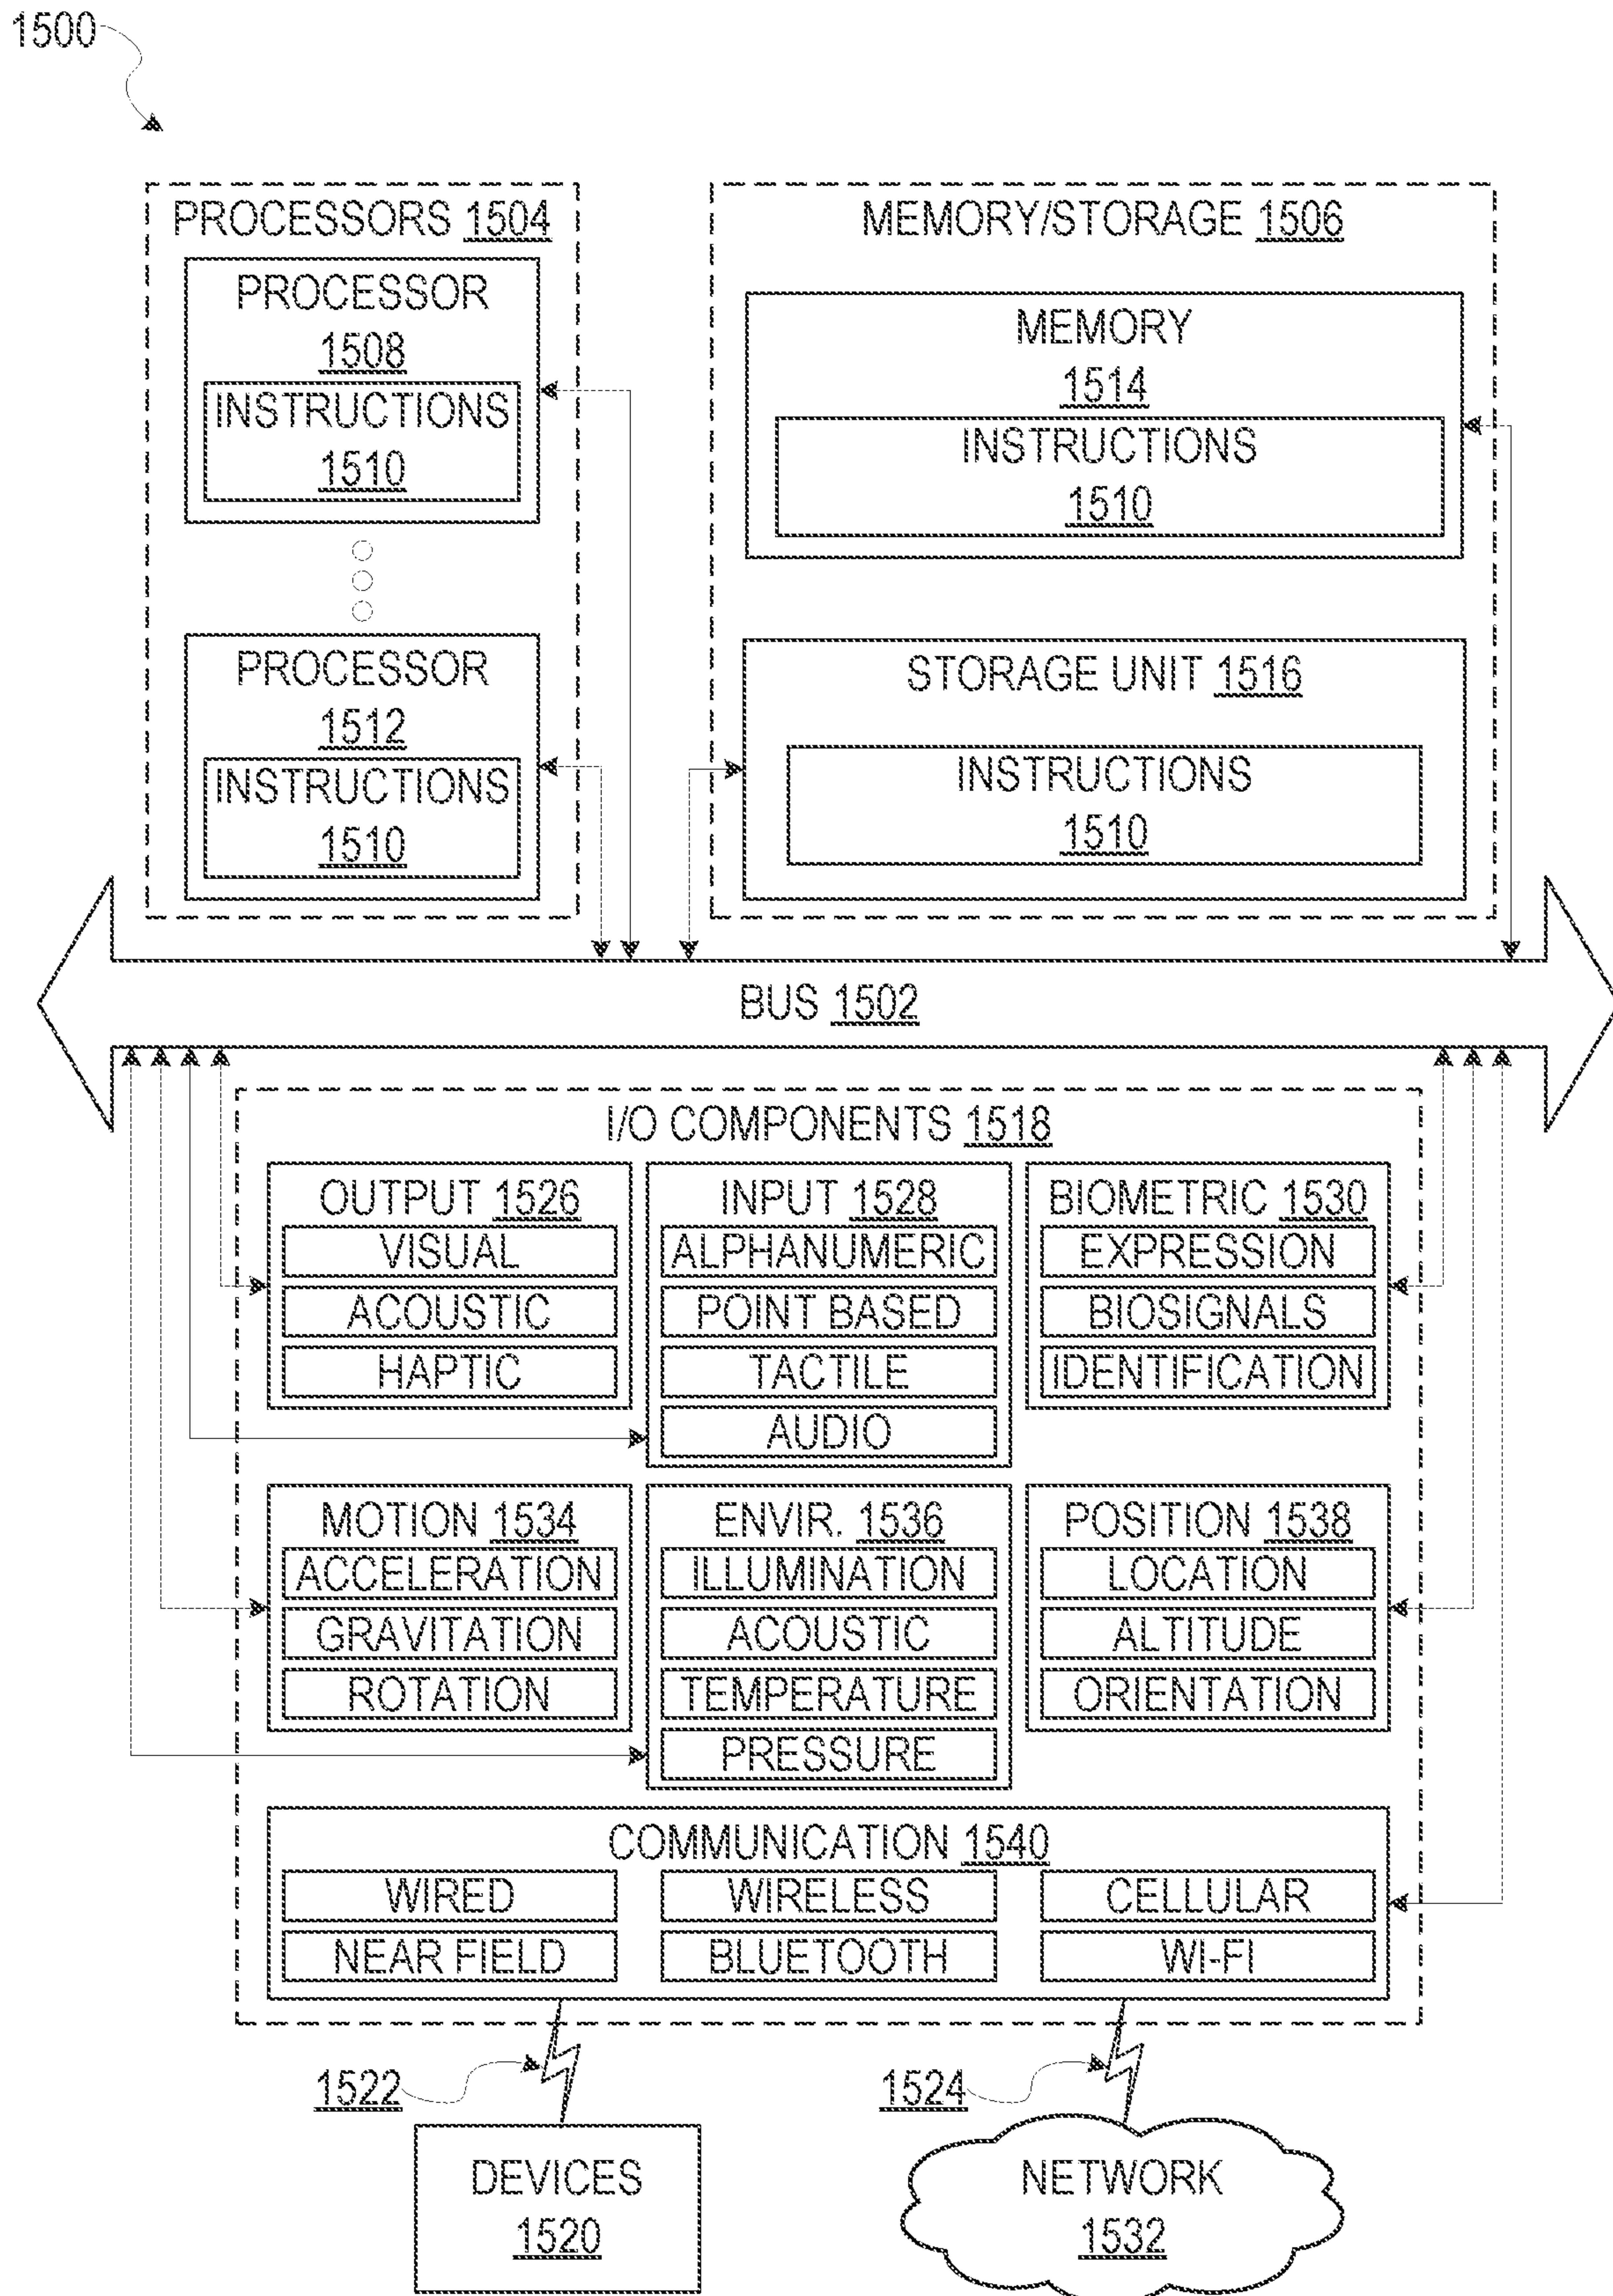 1500
PROCESSORS 1504
PROCESSOR
1508
INSTRUCTIONS
1510
PROCESSOR
1512
INSTRUCTIONS
1510
MEMORY/STORAGE 1506
MEMORY
1514
INSTRUCTIONS
1510
STORAGE UNIT 1516
INSTRUCTIONS
1510
BUS 1502
I/O COMPONENTS 1518
OUTPUT 1526
VISUAL
ACOUSTIC
HAPTIC
INPUT 1528
ALPHANUMERIC
POINT BASED
TACTILE
AUDIO
BIOMETRIC 1530
EXPRESSION
BIOSIGNALS
IDENTIFICATION
MOTION 1534
ACCELERATION
GRAVITATION
ROTATION
ENVIR. 1536
ILLUMINATION
ACOUSTIC
TEMPERATURE
PRESSURE
POSITION 1538
LOCATION
ALTITUDE
ORIENTATION
COMMUNICATION 1540
WIRED
WIRELESS
CELLULAR
NEAR FIELD
BLUETOOTH
WI-FI
1522
1524
DEVICES
1520
NETWORK
1532